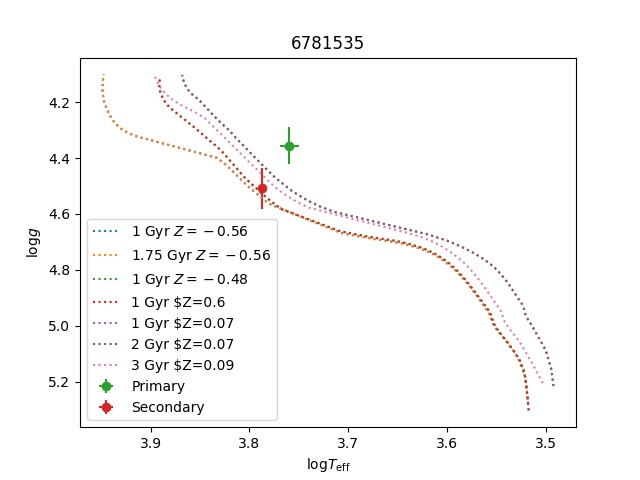 6781535
4.2
4.4
4.6
4.8
5.0
5.2
log g
1 Gyr Z = −0.56
1.75 Gyr Z = −0.56
1 Gyr Z = −0.48
1 Gyr $Z=0.6
1 Gyr $Z=0.07
2 Gyr $Z=0.07
3 Gyr $Z=0.09
Primary
Secondary
3.9 3.8 3.7 3.6 3.5
log Teff